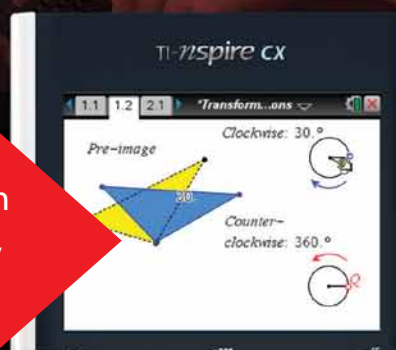 TI-nspire CX
1.1 1.2 2.1 *Transform...ons
Clockwise: 30.°
Pre-image
30.
Counter-
clockwise: 360.°